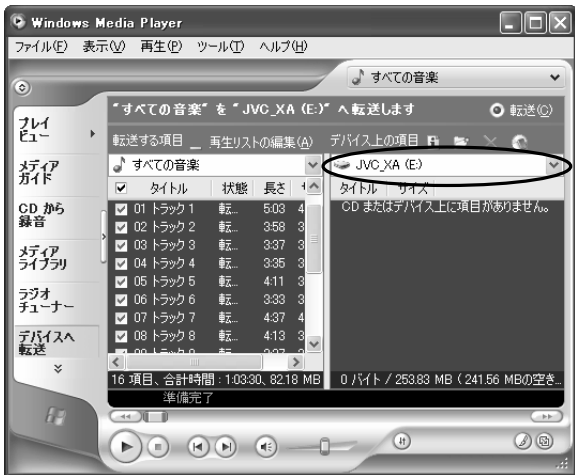 Windows Media Player
ファイル(F) 表示(V) 再生(P) ツール(T) ヘルプ(H)
すべての音楽
"すべての音楽" を "JVC_XA (E:)" へ転送します
転送(C)
転送する項目 _ 再生リストの編集(A)
デバイス上の項目
すべての音楽
JVC_XA (E:)
タイトル 状態 長さ
タイトル サイズ
01 トラック 1 転... 5:03 4
02 トラック 2 転... 3:58 3
03 トラック 3 転... 3:37 3
04 トラック 4 転... 3:35 3
05 トラック 5 転... 4:11 3
06 トラック 6 転... 3:33 3
07 トラック 7 転... 4:37 4
08 トラック 8 転... 4:13 3
CD またはデバイス上に項目がありません。
16 項目、合計時間 : 1:03:30、82.18 MB
0 バイト / 253.83 MB ( 241.56 MBの空き...
準備完了
プレイ
ビュー
メディア
ガイド
CD から
録音
メディア
ライブラリ
ラジオ
チューナー
デバイスへ
転送